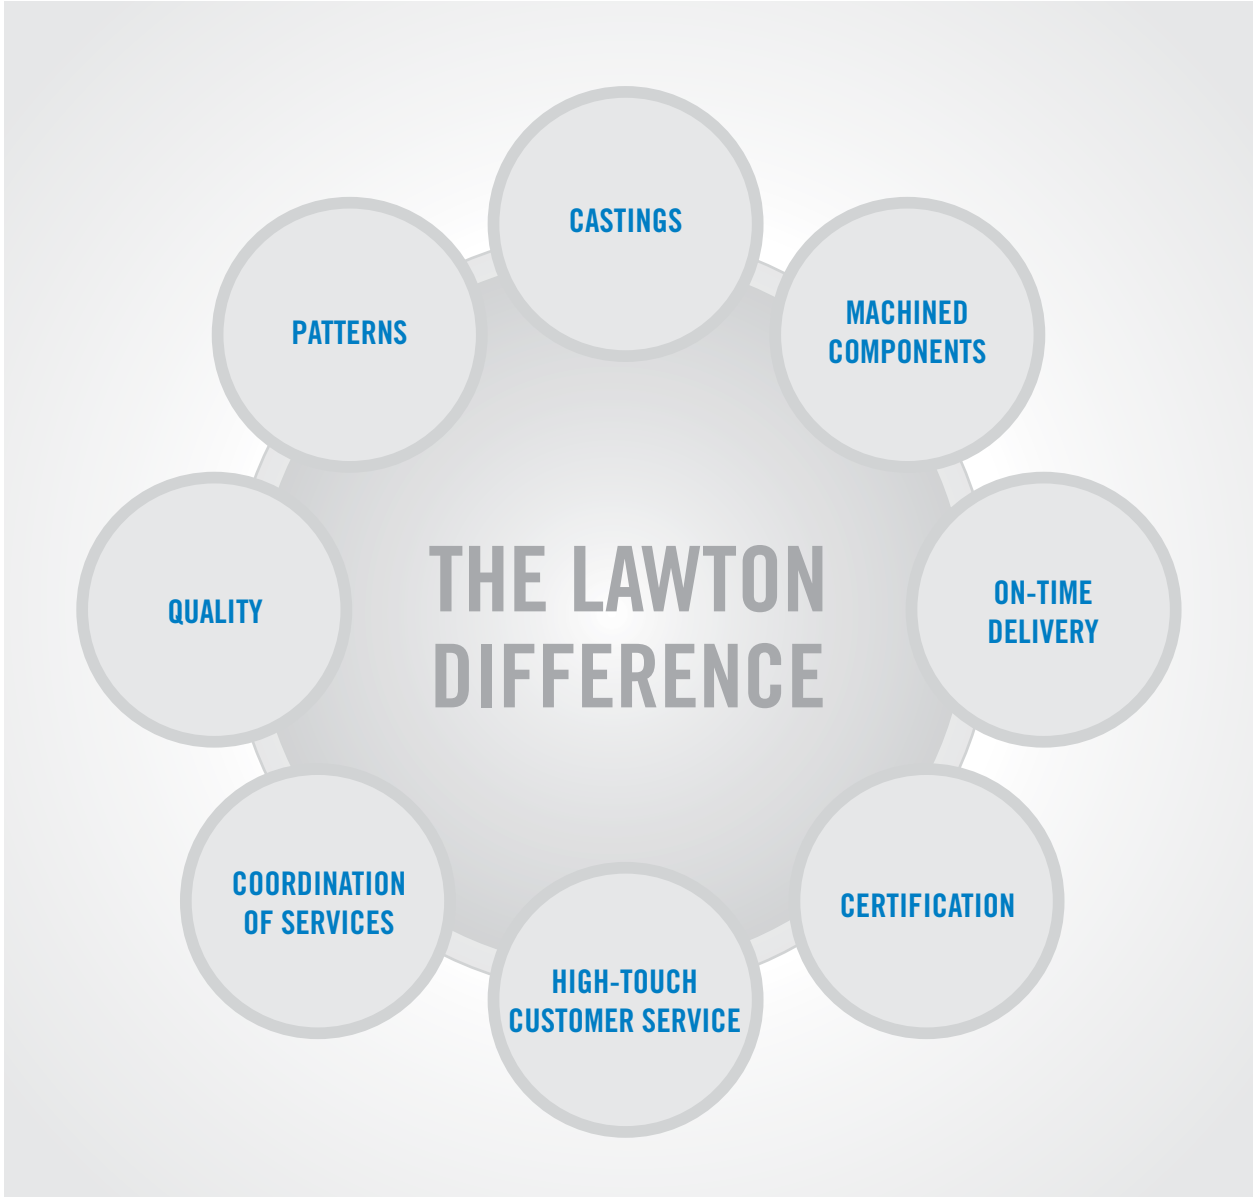 CASTINGS
MACHINED
COMPONENTS
PATTERNS
THE LAWTON
DIFFERENCE
ON-TIME
DELIVERY
QUALITY
COORDINATION
OF SERVICES
CERTIFICATION
HIGH-TOUCH
CUSTOMER SERVICE